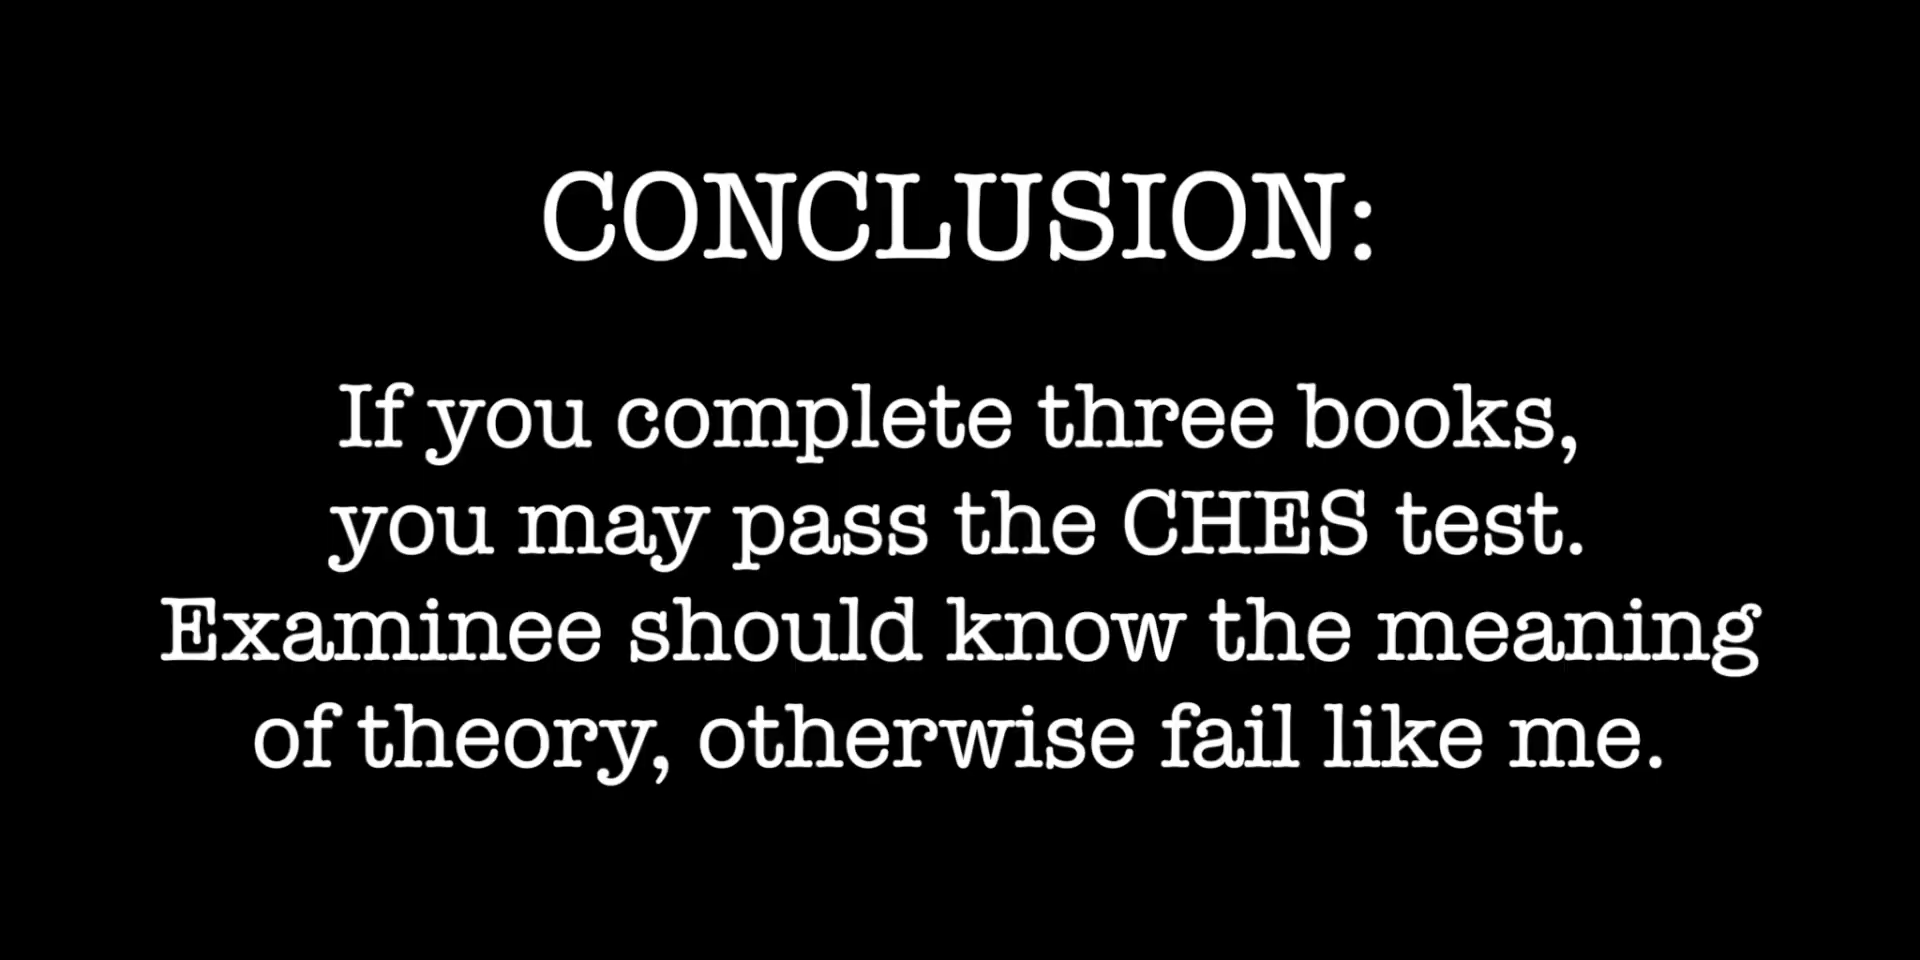 CONCLUSION:
If you complete three books,
you may pass the CHES test.
Examinee should know the meaning
of theory, otherwise fail like me.